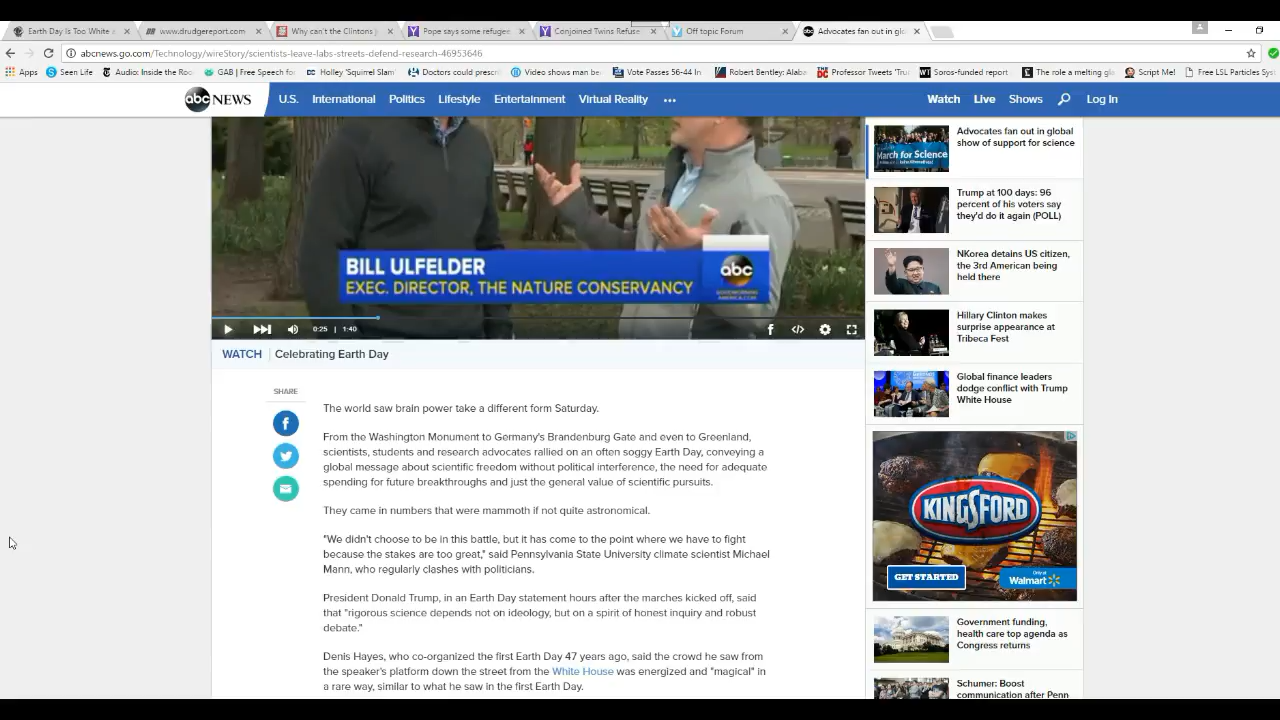 Earth Day Is Too White a
www.drudgereport.com
Why can't the Clintons j
Pope says some refugee
Conjoined Twins Refuse
Off topic Forum
Advocates fan out in glo
abcnews.go.com/Technology/wireStory/scientists-leave-labs-streets-defend-research-46953646
Apps
Seen Life
Audio: Inside the Roo
GAB | Free Speech fo
Holley 'Squirrel Slam'
Doctors could prescr
Video shows man be
Vote Passes 56-44 In
Robert Bentley: Alaba
Professor Tweets 'Tru
Soros-funded report
The role a melting glo
Script Me!
Free LSL Particles Sys
abc NEWS
U.S.
International
Politics
Lifestyle
Entertainment
Virtual Reality
Watch
Live
Shows
Log In
BILL ULFELDER
EXEC. DIRECTOR, THE NATURE CONSERVANCY
abc
0:25 | 1:40
WATCH | Celebrating Earth Day
SHARE
The world saw brain power take a different form Saturday.
From the Washington Monument to Germany's Brandenburg Gate and even to Greenland,
scientists, students and research advocates rallied on an often soggy Earth Day, conveying a
global message about scientific freedom without political interference, the need for adequate
spending for future breakthroughs and just the general value of scientific pursuits.
They came in numbers that were mammoth if not quite astronomical.
"We didn't choose to be in this battle, but it has come to the point where we have to fight
because the stakes are too great," said Pennsylvania State University climate scientist Michael
Mann, who regularly clashes with politicians.
President Donald Trump, in an Earth Day statement hours after the marches kicked off, said
that "rigorous science depends not on ideology, but on a spirit of honest inquiry and robust
debate."
Denis Hayes, who co-organized the first Earth Day 47 years ago, said the crowd he saw from
the speaker's platform down the street from the White House was energized and "magical" in
a rare way, similar to what he saw in the first Earth Day.
March for Science
Advocates fan out in global
show of support for science
Trump at 100 days: 96
percent of his voters say
they'd do it again (POLL)
NKorea detains US citizen,
the 3rd American being
held there
Hillary Clinton makes
surprise appearance at
Tribeca Fest
Global finance leaders
dodge conflict with Trump
White House
KINGSFORD
GET STARTED
Only at
Walmart
Government funding,
health care top agenda as
Congress returns
Schumer: Boost
communication after Penn